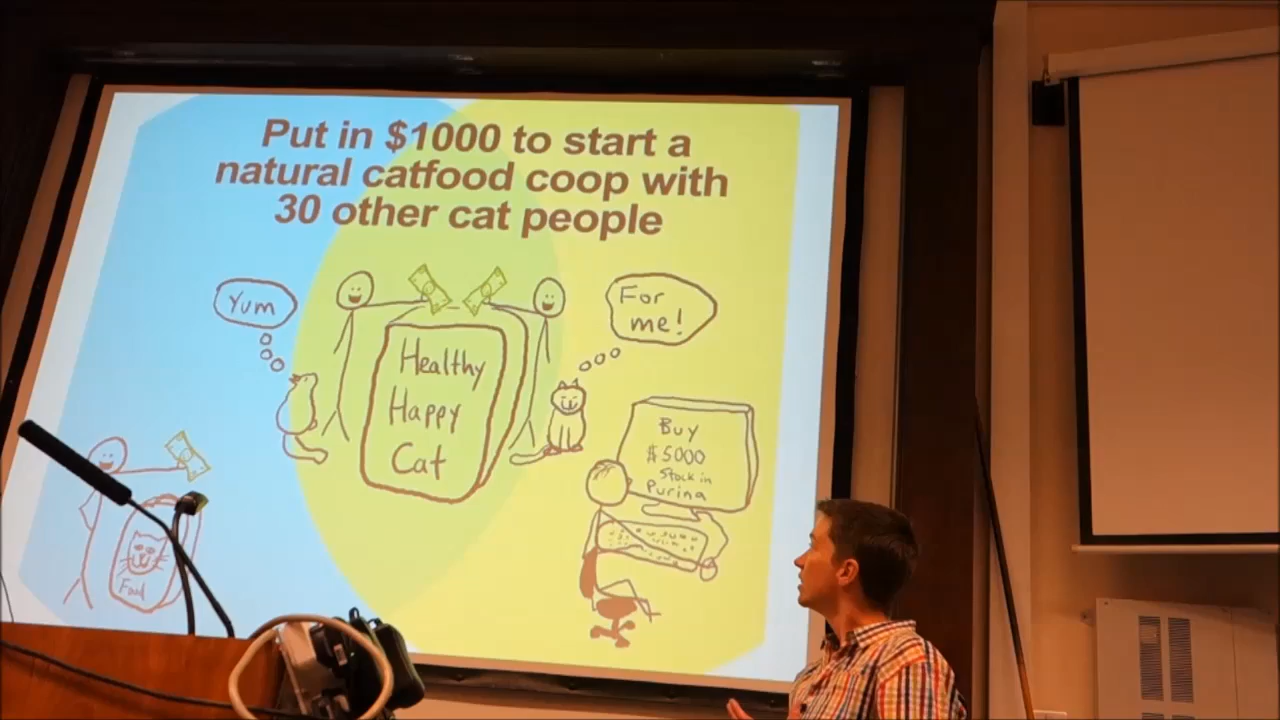 Put in $1000 to start a
natural catfood coop with
30 other cat people
Yum
For
me!
Healthy
Happy
Cat
Buy
$5000
Stock in
Purina
Food